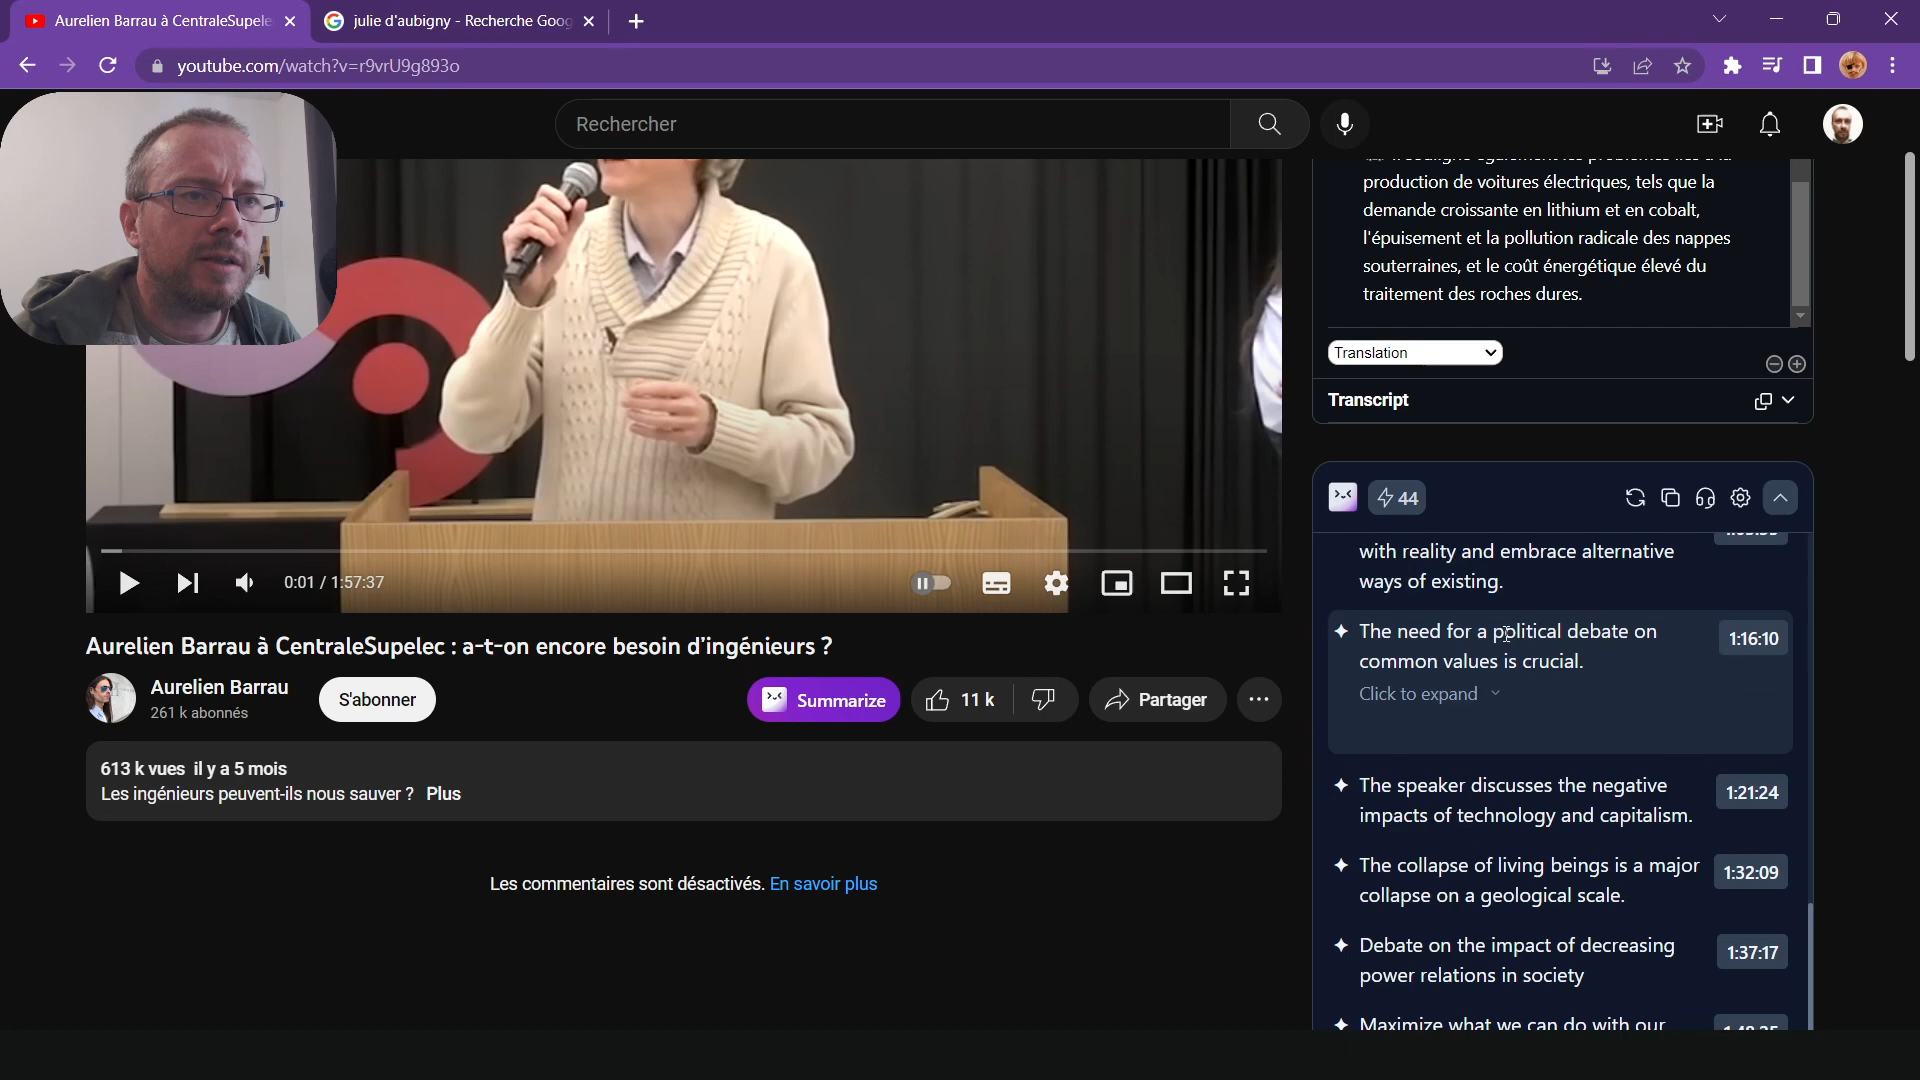 Aurelien Barrau à CentraleSupele
julie d'aubigny - Recherche Goog
youtube.com/watch?v=r9vrU9g893o
Rechercher
production de voitures électriques, tels que la
demande croissante en lithium et en cobalt,
l'épuisement et la pollution radicale des nappes
souterraines, et le coût énergétique élevé du
traitement des roches dures.
Translation
Transcript
44
with reality and embrace alternative
ways of existing.
The need for a political debate on
common values is crucial.
1:16:10
Click to expand
The speaker discusses the negative
impacts of technology and capitalism.
1:21:24
The collapse of living beings is a major
collapse on a geological scale.
1:32:09
Debate on the impact of decreasing
power relations in society
1:37:17
Maximize what we can do with our
0:01 / 1:57:37
Aurelien Barrau à CentraleSupelec : a-t-on encore besoin d'ingénieurs ?
Aurelien Barrau
261 k abonnés
S'abonner
Summarize
11 k
Partager
613 k vues il y a 5 mois
Les ingénieurs peuvent-ils nous sauver ? Plus
Les commentaires sont désactivés. En savoir plus